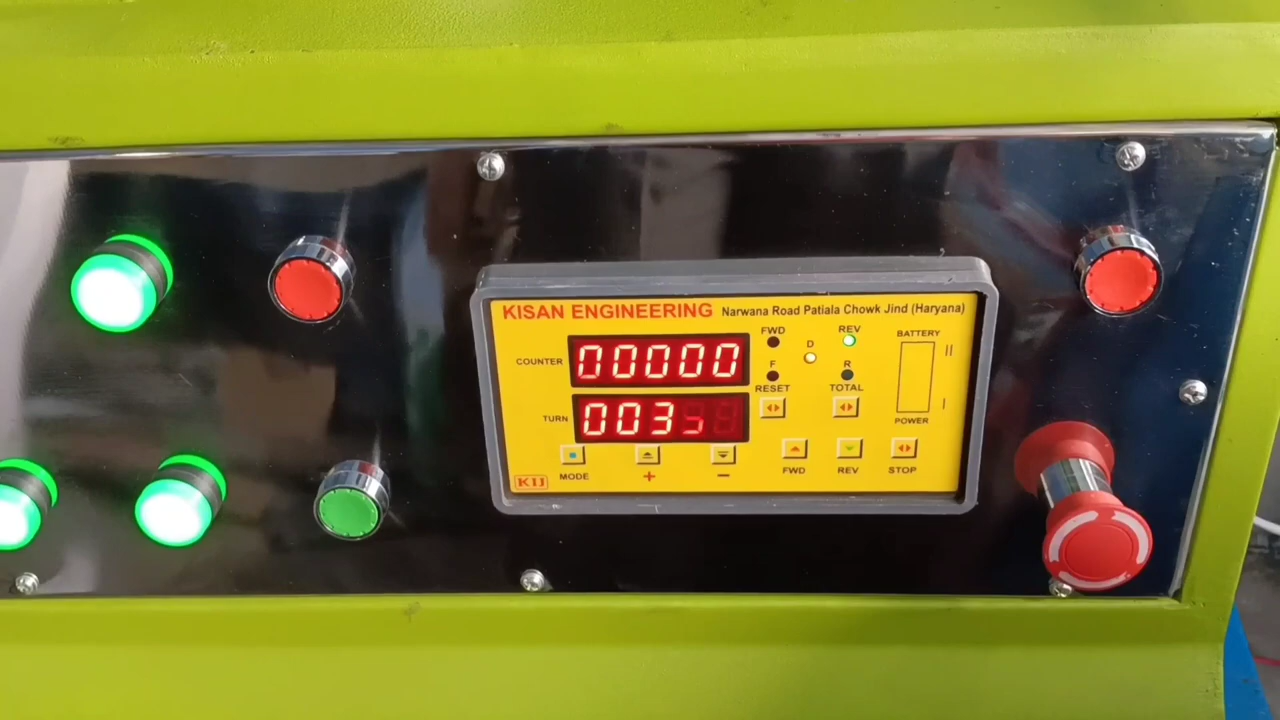 KISAN ENGINEERING Narwana Road Patiala Chowk Jind (Haryana)
COUNTER 00000
FWD
D
REV
BATTERY
F
R
RESET
TOTAL
TURN 003
POWER
MODE
+
−
FWD
REV
STOP
KIJ